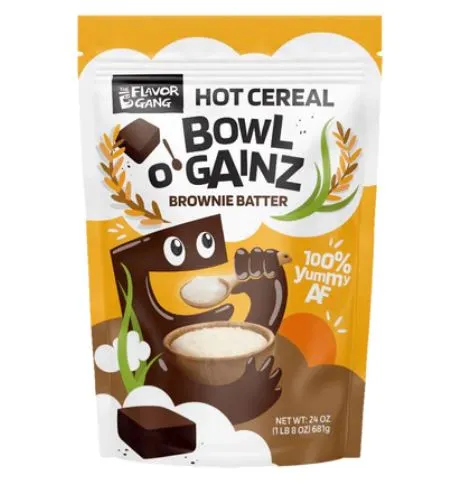 THE FLAVOR GANG
HOT CEREAL
BOWL
O' GAINZ
BROWNIE BATTER
100%
yummy
AF
NET WT: 24 OZ
(1 LB 8 OZ) 681g